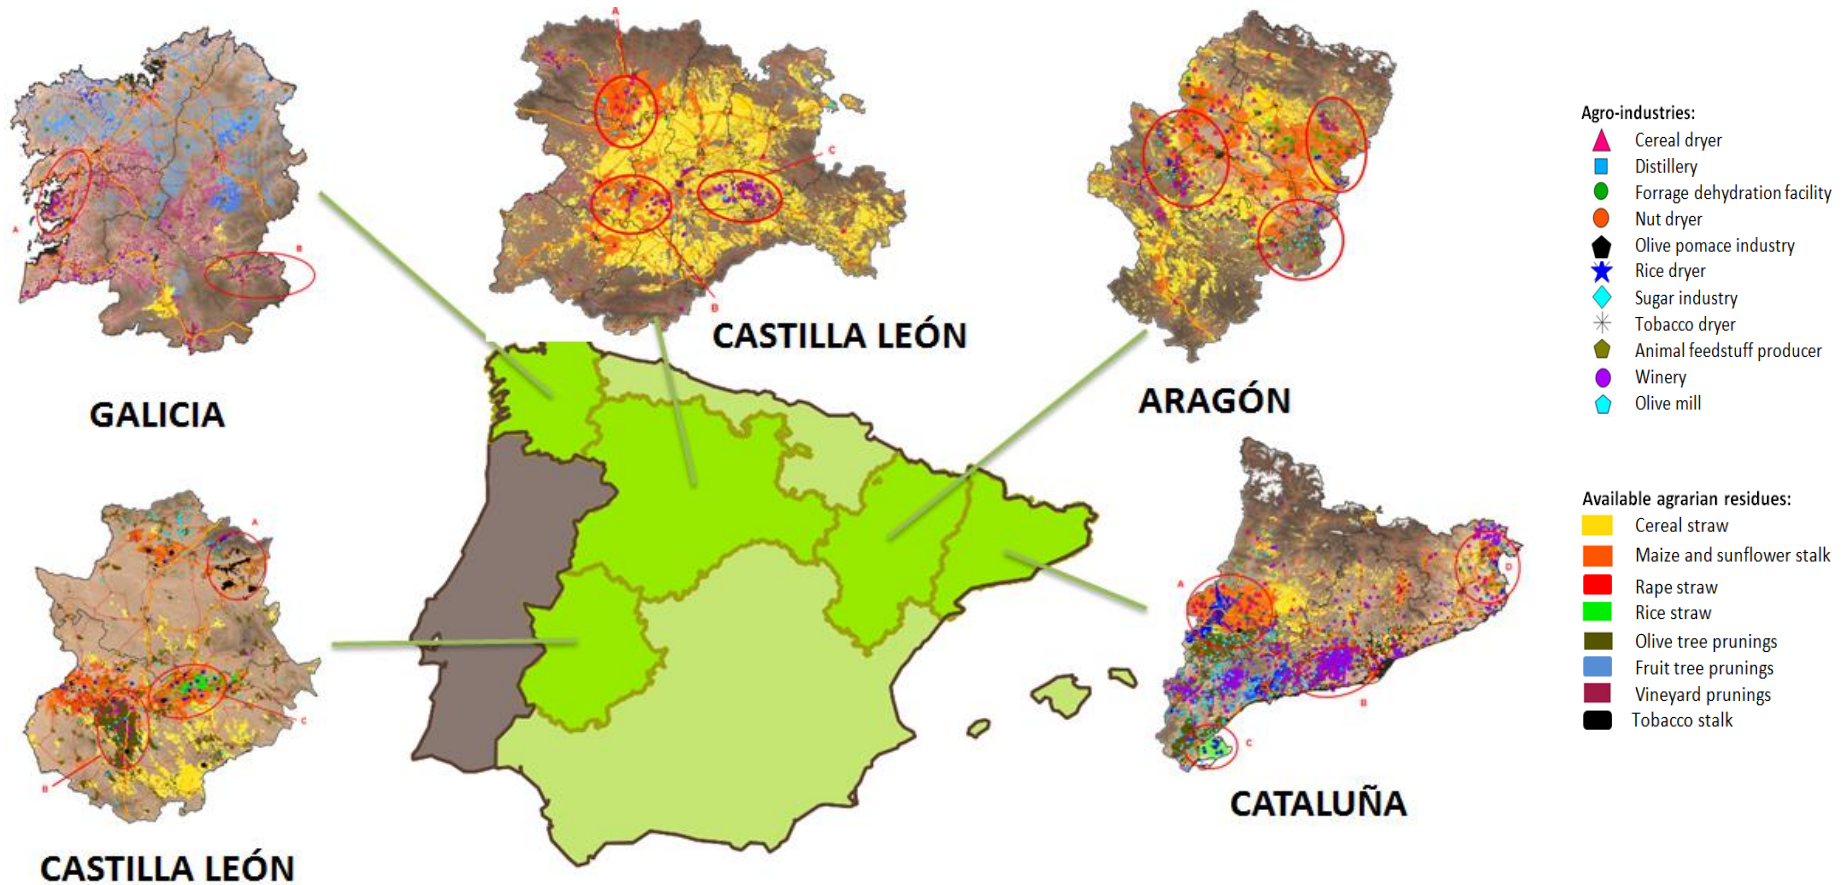 A
B
GALICIA
A
B
C
CASTILLA LEÓN
ARAGÓN
A
B
C
CASTILLA LEÓN
A
B
C
D
CATALUÑA
Agro-industries:
Cereal dryer
Distillery
Forrage dehydration facility
Nut dryer
Olive pomace industry
Rice dryer
Sugar industry
Tobacco dryer
Animal feedstuff producer
Winery
Olive mill
Available agrarian residues:
Cereal straw
Maize and sunflower stalk
Rape straw
Rice straw
Olive tree prunings
Fruit tree prunings
Vineyard prunings
Tobacco stalk